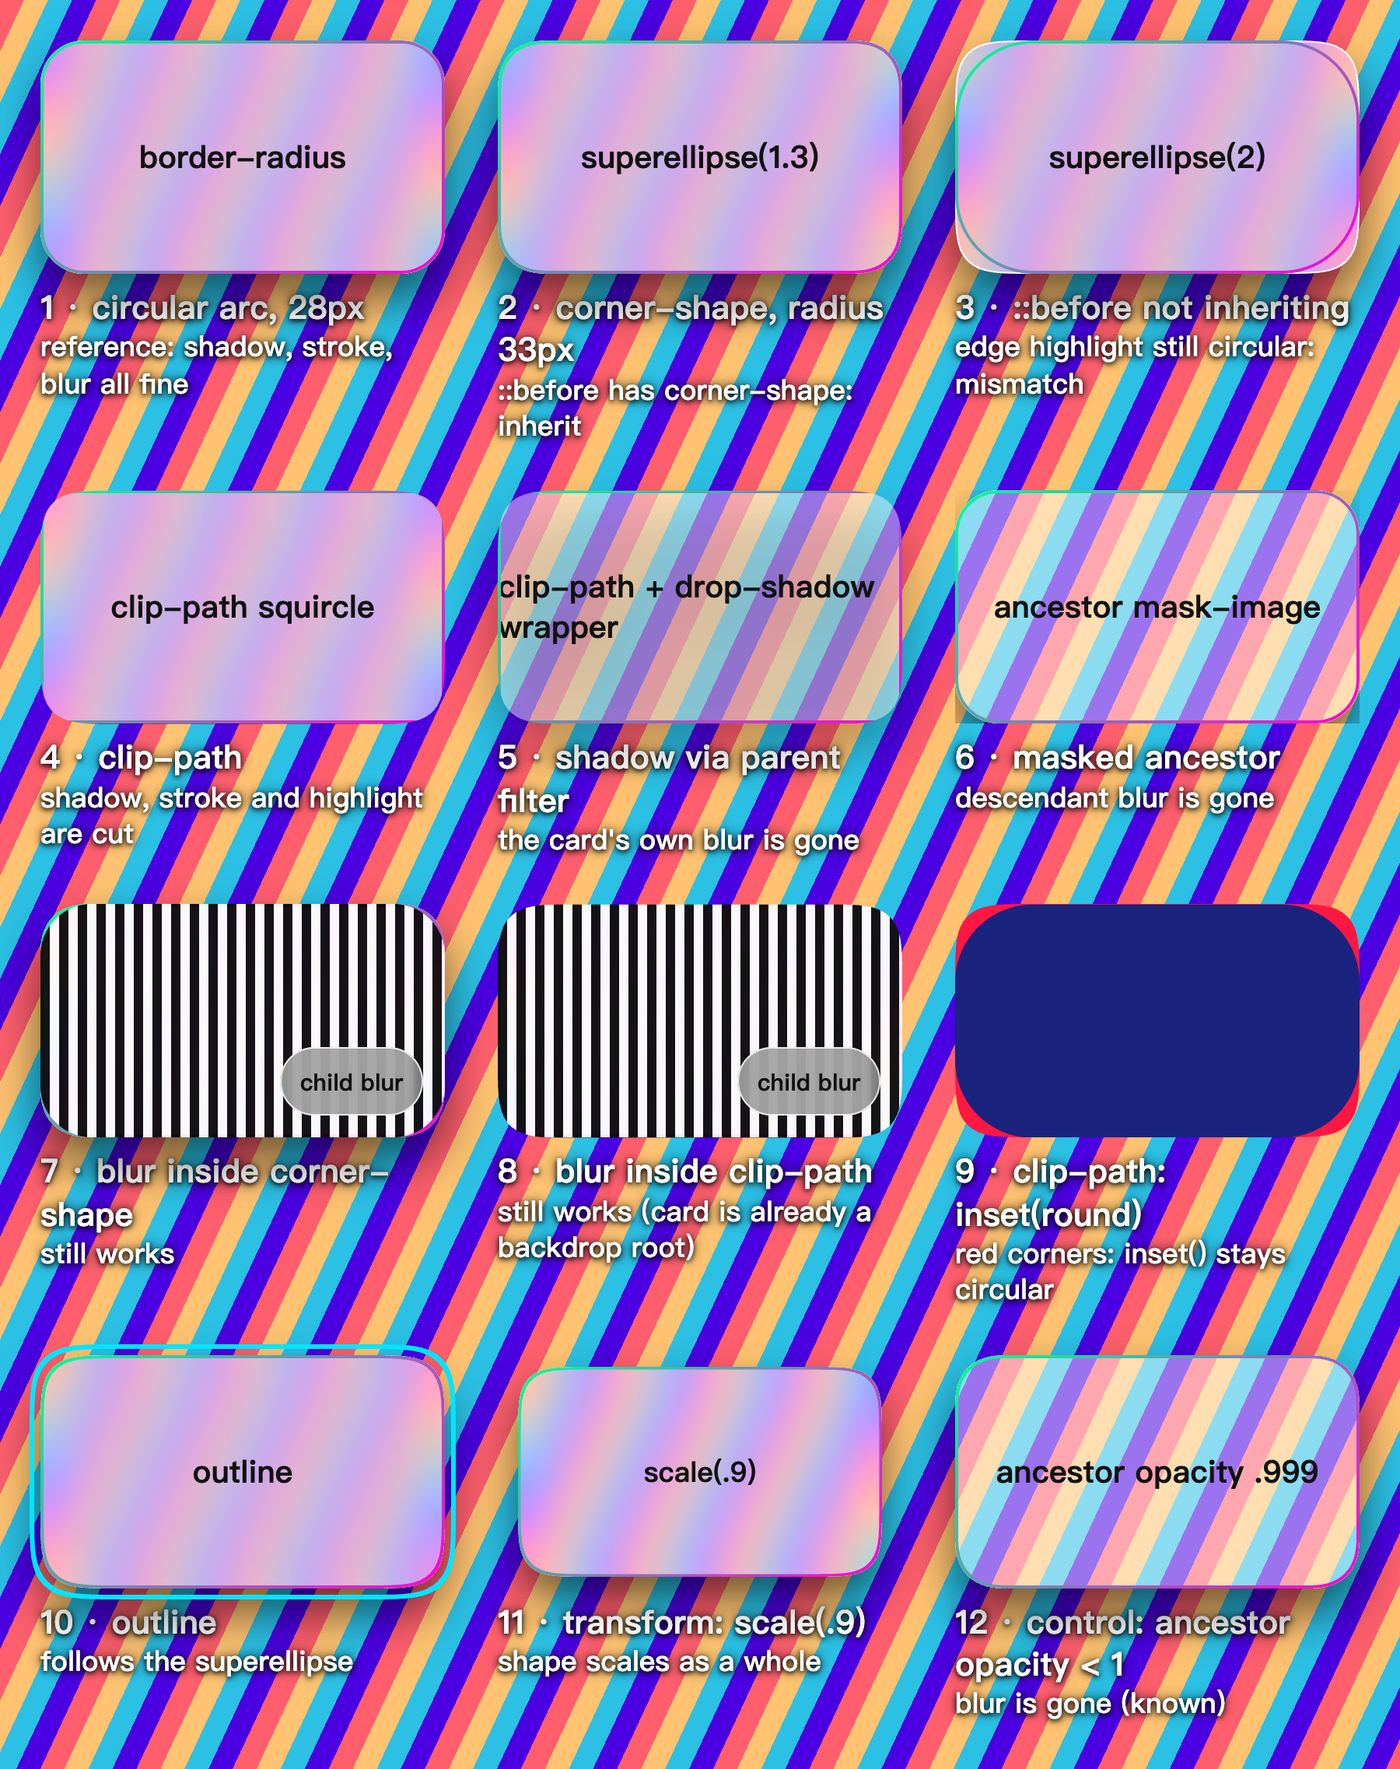 border-radius
superellipse(1.3)
superellipse(2)
1 · circular arc, 28px
reference: shadow, stroke,
blur all fine
2 · corner-shape, radius
33px
::before has corner-shape:
inherit
3 · ::before not inheriting
edge highlight still circular:
mismatch
clip-path squircle
clip-path + drop-shadow
wrapper
ancestor mask-image
4 · clip-path
shadow, stroke and highlight
are cut
5 · shadow via parent
filter
the card's own blur is gone
6 · masked ancestor
descendant blur is gone
child blur
child blur
7 · blur inside corner-
shape
still works
8 · blur inside clip-path
still works (card is already a
backdrop root)
9 · clip-path:
inset(round)
red corners: inset() stays
circular
outline
scale(.9)
ancestor opacity .999
10 · outline
follows the superellipse
11 · transform: scale(.9)
shape scales as a whole
12 · control: ancestor
opacity < 1
blur is gone (known)